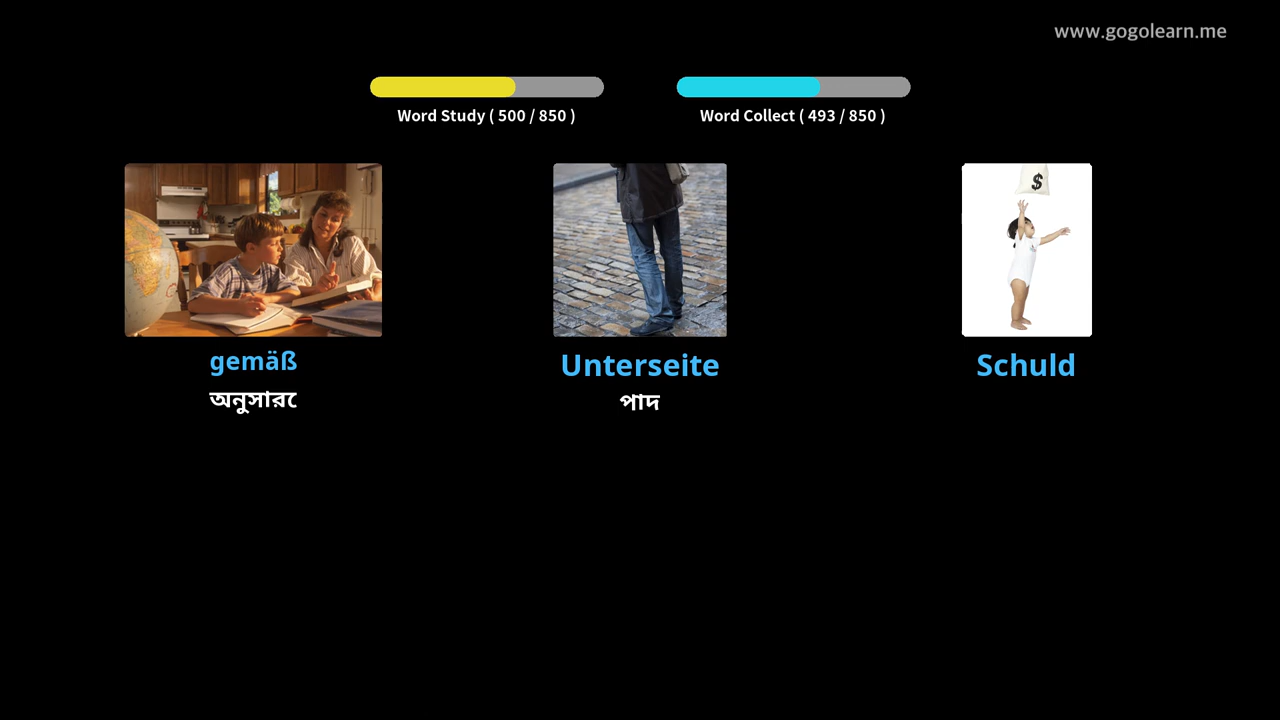 www.gogolearn.me
Word Study ( 500 / 850 )
Word Collect ( 493 / 850 )
$
gemäß
Unterseite
Schuld
অনুসারে
পাদ